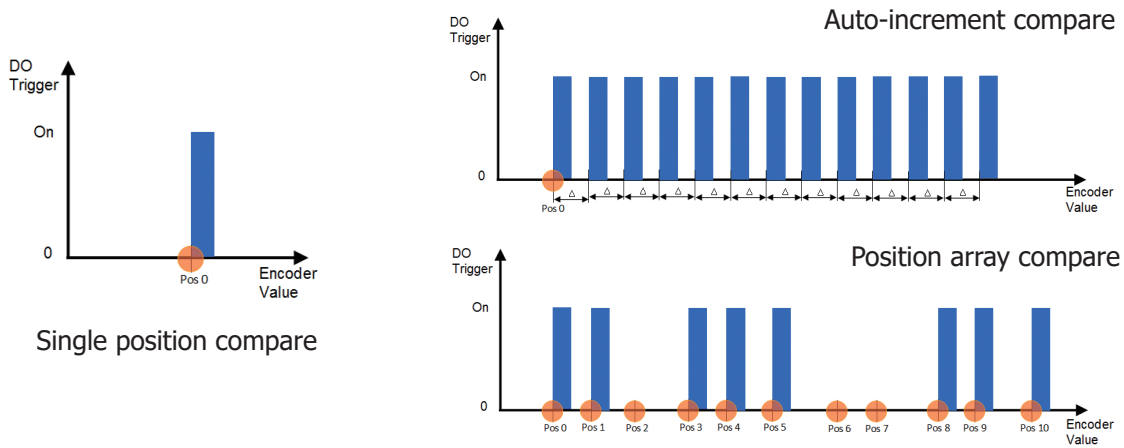 DO
Trigger
On
0
Pos 0
Encoder
Value
Single position compare
Auto-increment compare
DO
Trigger
On
0
Δ Δ Δ Δ Δ Δ Δ Δ Δ Δ Δ Δ
Pos 0
Encoder
Value
Position array compare
DO
Trigger
On
0
Pos 0 Pos 1 Pos 2 Pos 3 Pos 4 Pos 5 Pos 6 Pos 7 Pos 8 Pos 9 Pos 10
Encoder
Value